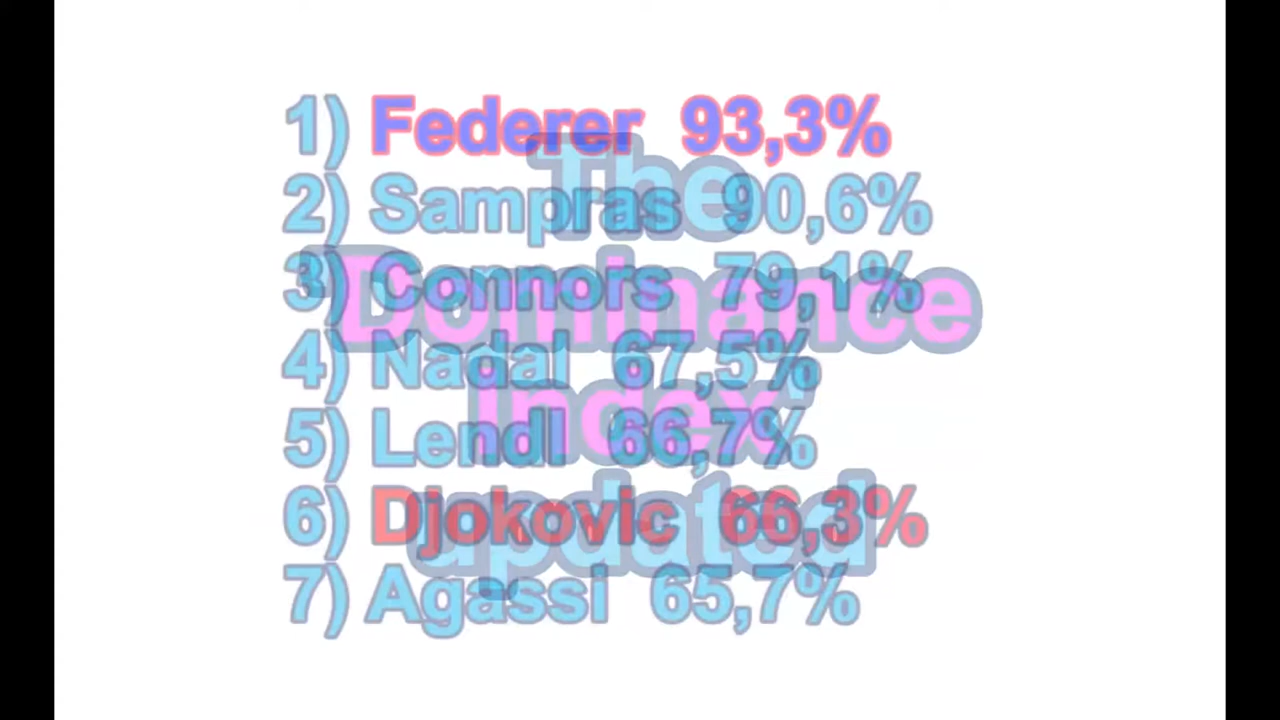 1) Federer 93,3%
2) Sampras 90,6%
3) Connors 79,1%
4) Nadal 67,5%
5) Lendl 66,7%
6) Djokovic 66,3%
7) Agassi 65,7%
The
Dominance
Index'
updated